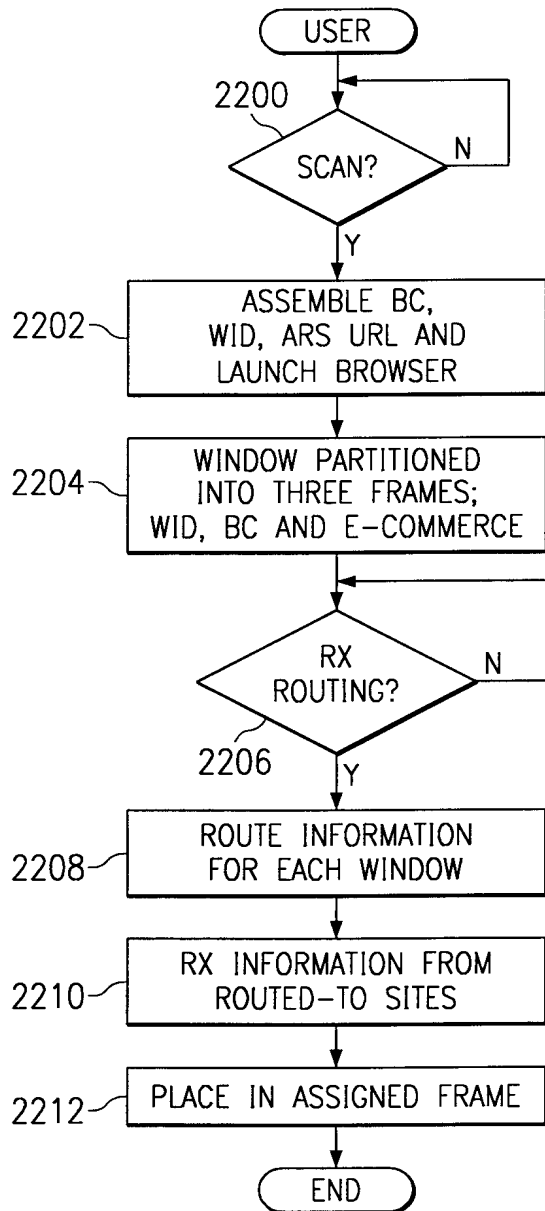 USER
2200
SCAN?
N
Y
2202
ASSEMBLE BC,
WID, ARS URL AND
LAUNCH BROWSER
2204
WINDOW PARTITIONED
INTO THREE FRAMES;
WID, BC AND E-COMMERCE
RX
ROUTING?
N
2206
Y
2208
ROUTE INFORMATION
FOR EACH WINDOW
2210
RX INFORMATION FROM
ROUTED-TO SITES
2212
PLACE IN ASSIGNED FRAME
END